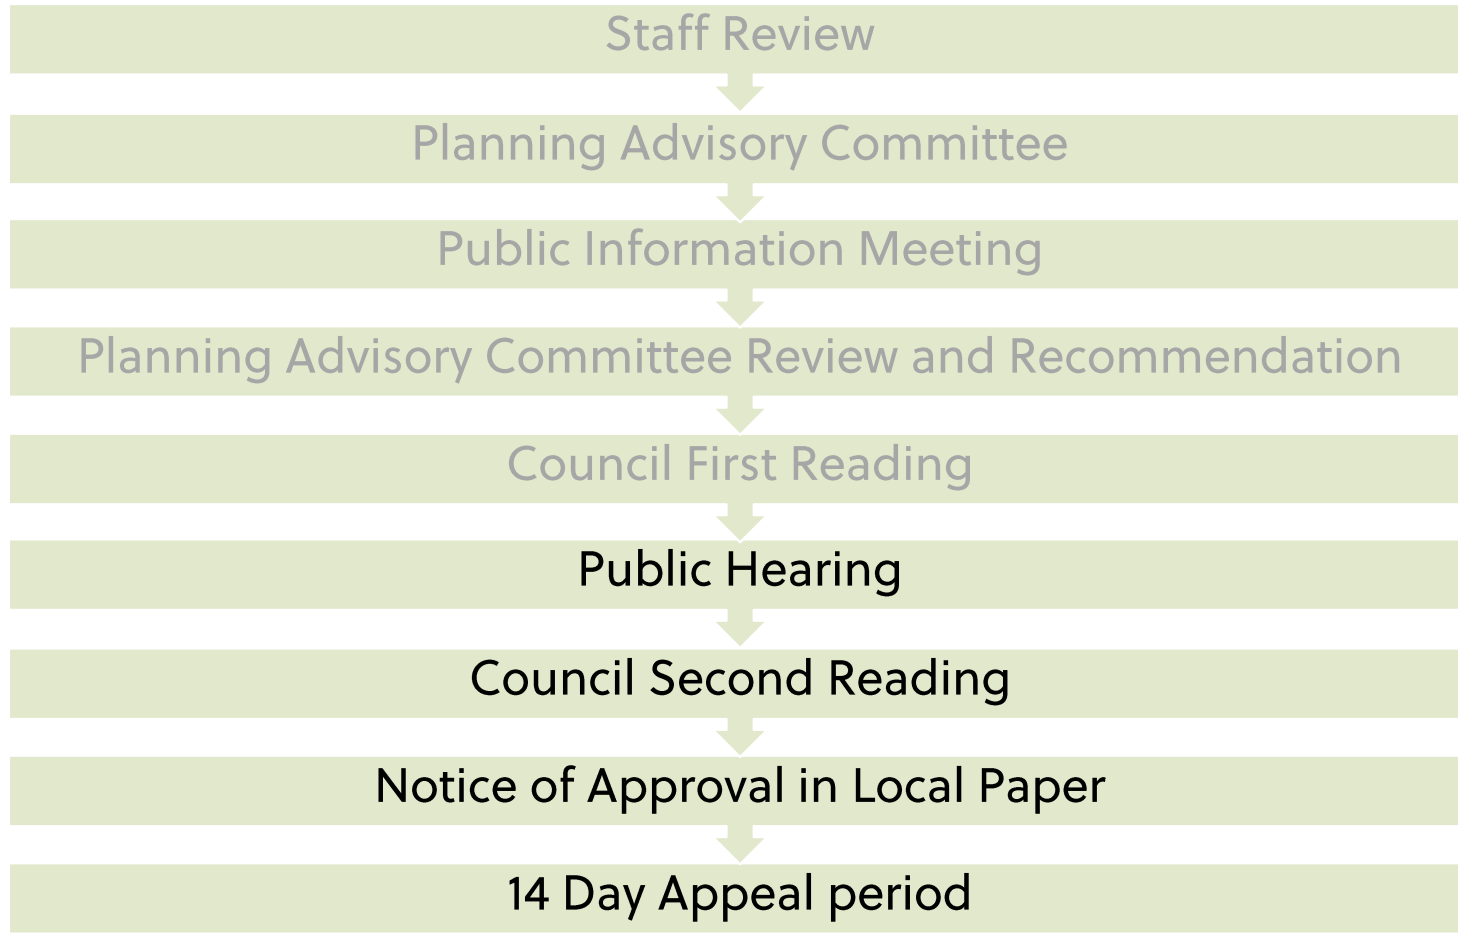 Staff Review
Planning Advisory Committee
Public Information Meeting
Planning Advisory Committee Review and Recommendation
Council First Reading
Public Hearing
Council Second Reading
Notice of Approval in Local Paper
14 Day Appeal period